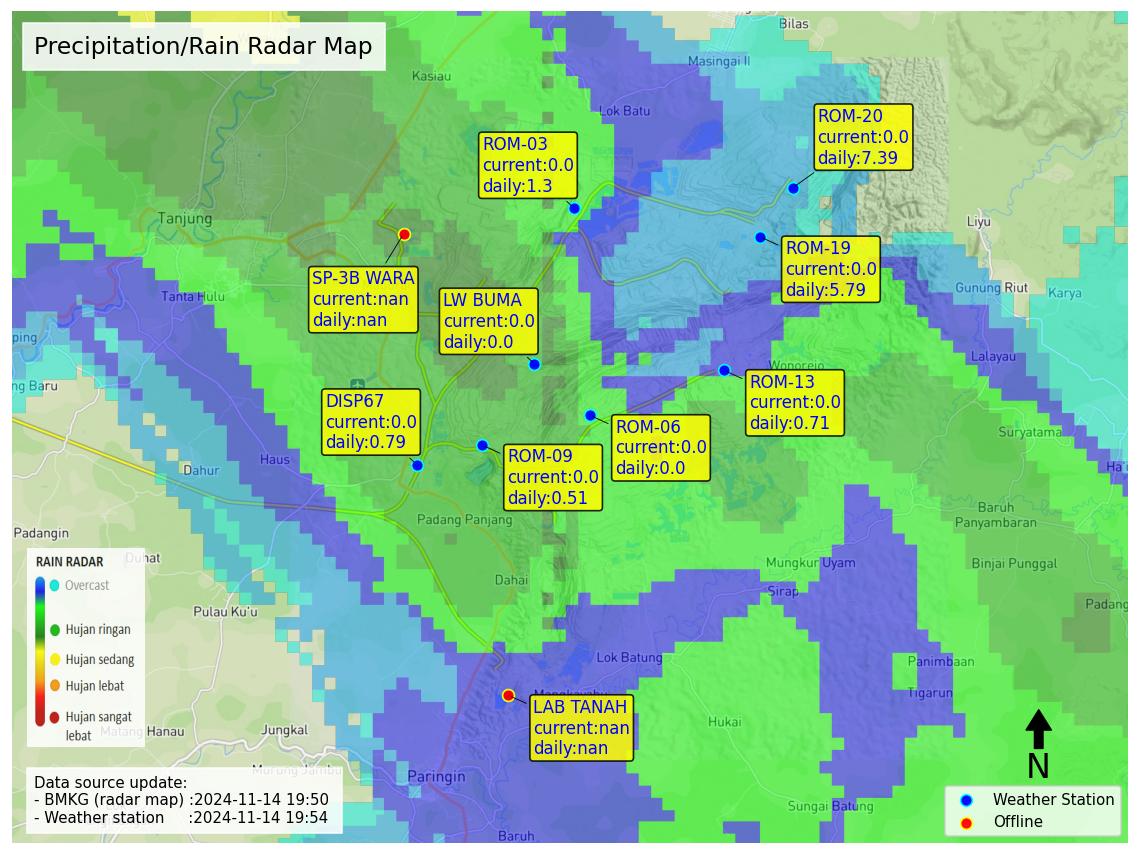 Precipitation/Rain Radar Map
Bilas
Masingai II
Kasiau
Lok Batu
ROM-20
current:0.0
daily:7.39
ROM-03
current:0.0
daily:1.3
Tanjung
Liyu
ROM-19
current:0.0
daily:5.79
SP-3B WARA
current:nan
daily:nan
Tanta Hulu
LW BUMA
current:0.0
daily:0.0
Gunung Riut
Karya
ping
Lalayau
Wonorejo
ng Baru
ROM-13
current:0.0
daily:0.71
DISP67
current:0.0
daily:0.79
ROM-06
current:0.0
daily:0.0
Suryatama
ROM-09
current:0.0
daily:0.51
Haus
Dahur
Ha
Padang Panjang
Baruh
Panyambaran
Padangin
Duhat
Mungkur Uyam
Binjai Punggal
Dahai
Sirap
Padang
Pulau Ku'u
RAIN RADAR
Overcast
Hujan ringan
Hujan sedang
Hujan lebat
Hujan sangat
lebat
Lok Batung
Panimbaan
Tigarun
LAB TANAH
current:nan
daily:nan
Hukai
Matang Hanau
Jungkal
Murung Jambu
Paringin
Sungai Batung
Baruh
N
Data source update:
- BMKG (radar map) :2024-11-14 19:50
- Weather station :2024-11-14 19:54
Weather Station
Offline